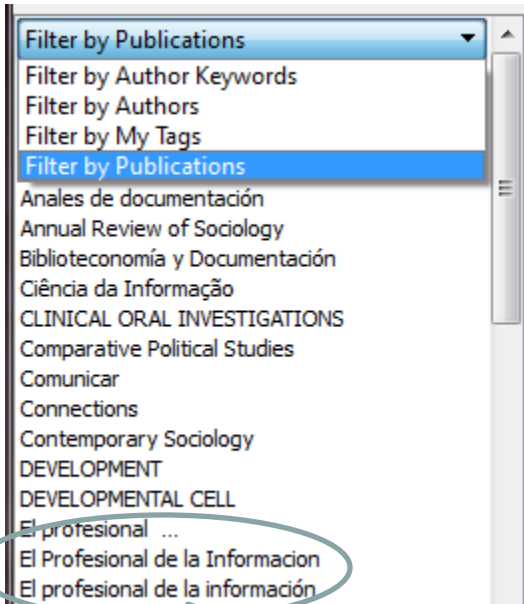 Filter by Publications
Filter by Author Keywords
Filter by Authors
Filter by My Tags
Filter by Publications
Anales de documentación
Annual Review of Sociology
Biblioteconomía y Documentación
Ciência da Informação
CLINICAL ORAL INVESTIGATIONS
Comparative Political Studies
Comunicar
Connections
Contemporary Sociology
DEVELOPMENT
DEVELOPMENTAL CELL
El profesional ...
El Profesional de la Informacion
El profesional de la información